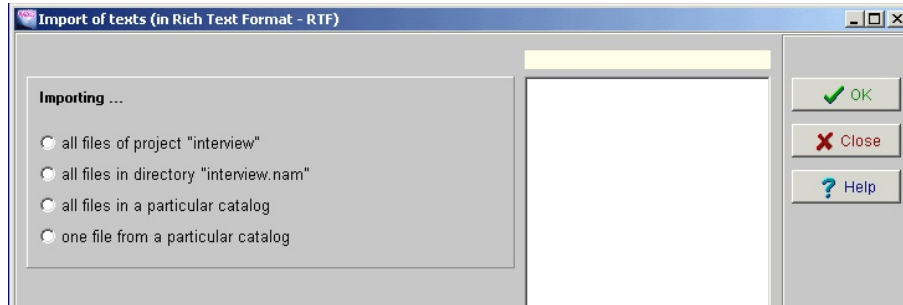 Import of texts (in Rich Text Format - RTF)
Importing ...
all files of project "interview"
all files in directory "interview.nam"
all files in a particular catalog
one file from a particular catalog
OK
Close
Help